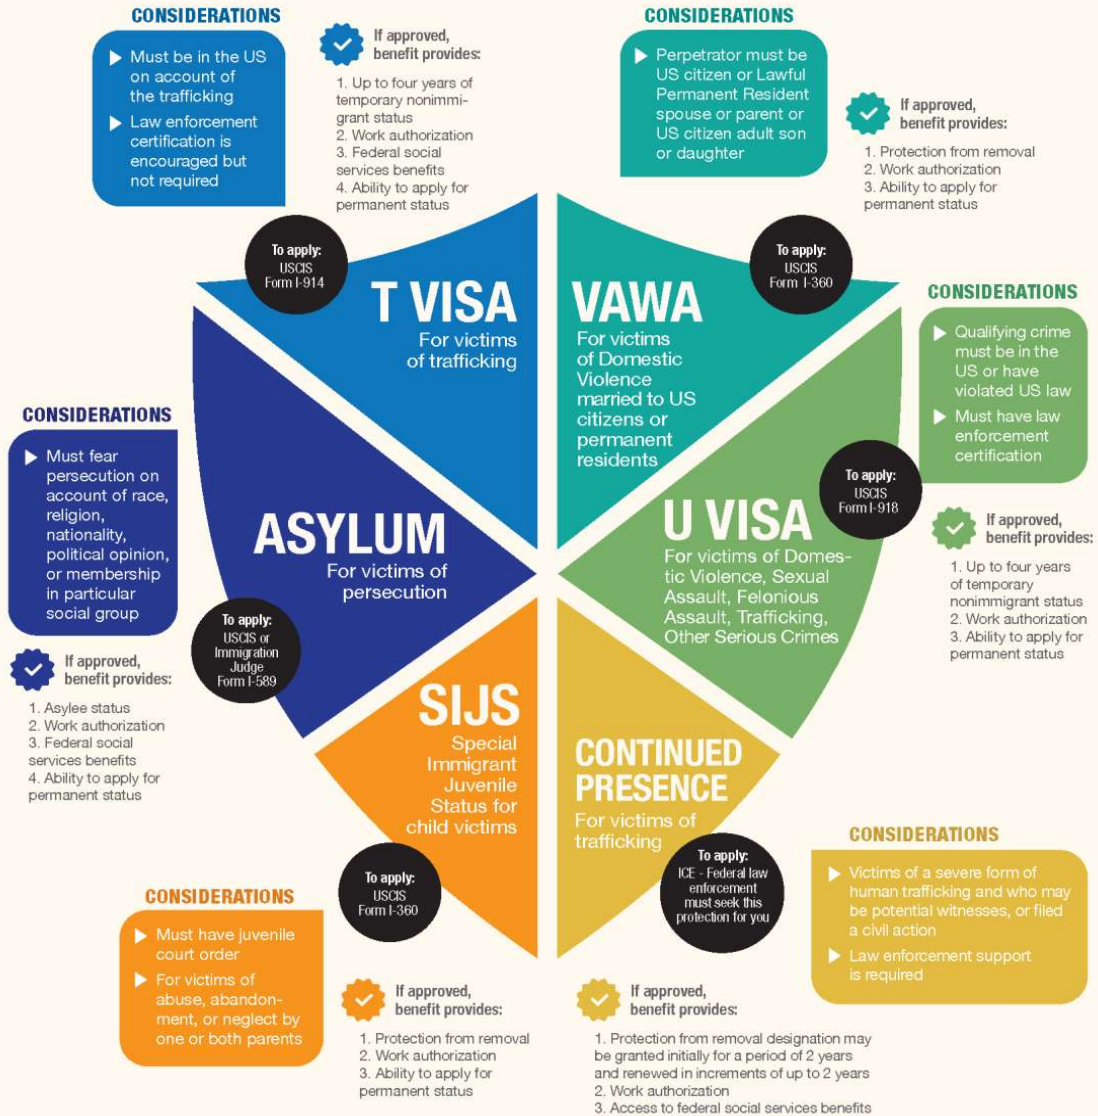 CONSIDERATIONS
Must be in the US
on account of
the trafficking
Law enforcement
certification is
encouraged but
not required
If approved,
benefit provides:
1. Up to four years of
temporary nonimmi-
grant status
2. Work authorization
3. Federal social
services benefits
4. Ability to apply for
permanent status
To apply:
USCIS
Form I-914
T VISA
For victims
of trafficking
CONSIDERATIONS
Perpetrator must be
US citizen or Lawful
Permanent Resident
spouse or parent or
US citizen adult son
or daughter
If approved,
benefit provides:
1. Protection from removal
2. Work authorization
3. Ability to apply for
permanent status
To apply:
USCIS
Form I-360
VAWA
For victims
of Domestic
Violence
married to US
citizens or
permanent
residents
CONSIDERATIONS
Qualifying crime
must be in the
US or have
violated US law
Must have law
enforcement
certification
To apply:
USCIS
Form I-918
If approved,
benefit provides:
1. Up to four years
of temporary
nonimmigrant status
2. Work authorization
3. Ability to apply for
permanent status
U VISA
For victims of Domes-
tic Violence, Sexual
Assault, Felonious
Assault, Trafficking,
Other Serious Crimes
CONSIDERATIONS
Must fear
persecution on
account of race,
religion,
nationality,
political opinion,
or membership
in particular
social group
ASYLUM
For victims of
persecution
To apply:
USCIS or
Immigration
Judge
Form I-589
If approved,
benefit provides:
1. Asylee status
2. Work authorization
3. Federal social
services benefits
4. Ability to apply for
permanent status
SIJS
Special
Immigrant
Juvenile
Status for
child victims
To apply:
USCIS
Form I-360
CONSIDERATIONS
Must have juvenile
court order
For victims of
abuse, abandon-
ment, or neglect by
one or both parents
If approved,
benefit provides:
1. Protection from removal
2. Work authorization
3. Ability to apply for
permanent status
CONTINUED
PRESENCE
For victims of
trafficking
To apply:
ICE - Federal law
enforcement
must seek this
protection for you
CONSIDERATIONS
Victims of a severe form of
human trafficking and who may
be potential witnesses, or filed
a civil action
Law enforcement support
is required
If approved,
benefit provides:
1. Protection from removal designation may
be granted initially for a period of 2 years
and renewed in increments of up to 2 years
2. Work authorization
3. Access to federal social services benefits